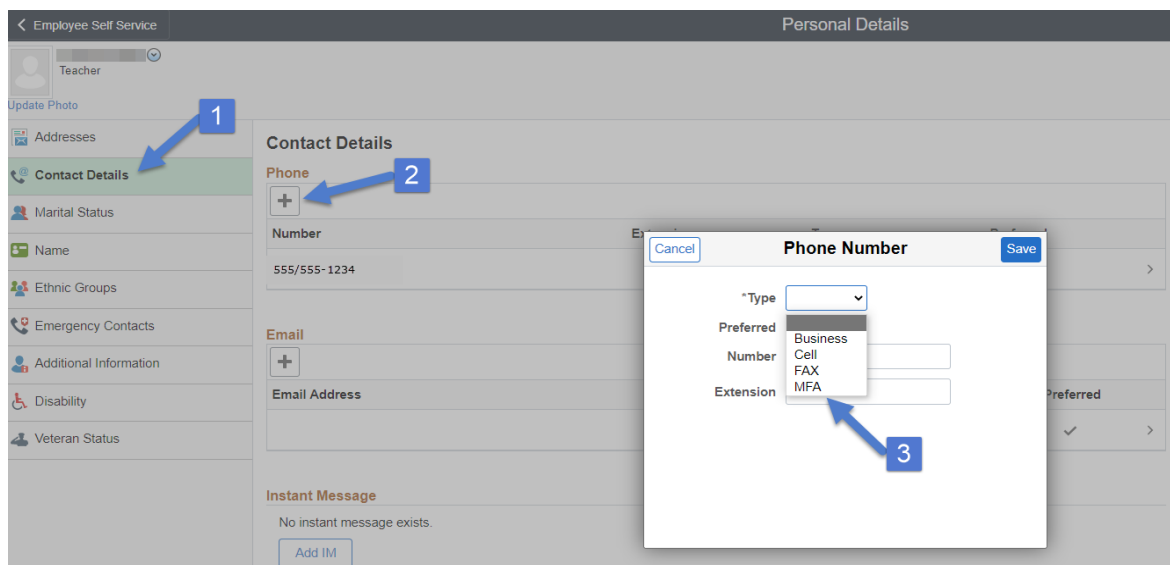 Employee Self Service
Personal Details
Teacher
Update Photo
1
Addresses
Contact Details
Marital Status
Name
Ethnic Groups
Emergency Contacts
Additional Information
Disability
Veteran Status
Contact Details
Phone
2
+
Number
555/555-1234
Email
+
Email Address
Preferred
Instant Message
No instant message exists.
Add IM
Cancel Phone Number Save
*Type
Preferred
Number
Extension
Business
Cell
FAX
MFA
3